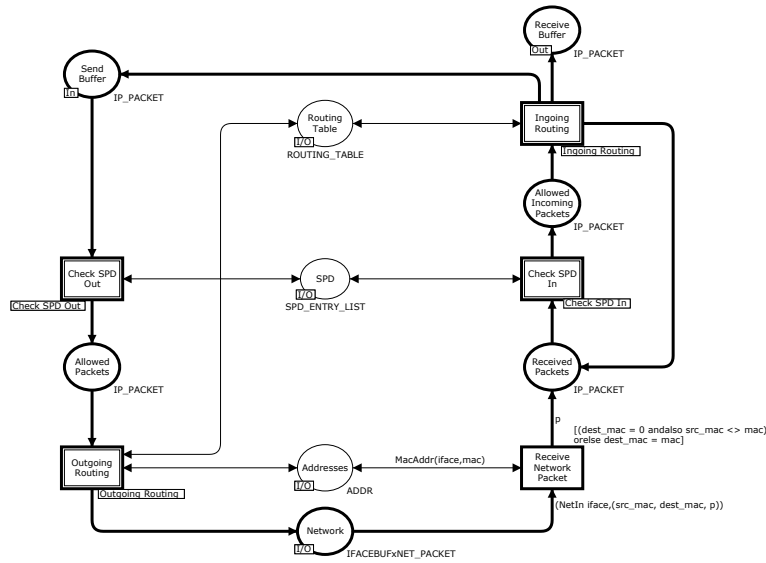 Receive
Buffer
Out
IP_PACKET
Send
Buffer
In
IP_PACKET
Routing
Table
I/O
ROUTING_TABLE
Ingoing
Routing
Ingoing Routing
Allowed
Incoming
Packets
IP_PACKET
Check SPD
Out
Check SPD Out
SPD
I/O
SPD_ENTRY_LIST
Check SPD
In
Check SPD In
Allowed
Packets
IP_PACKET
Received
Packets
IP_PACKET
p
[(dest_mac = 0 andalso src_mac <> mac)
orelse dest_mac = mac]
Outgoing
Routing
Outgoing Routing
Addresses
I/O
ADDR
MacAddr(iface,mac)
Receive
Network
Packet
(NetIn iface,(src_mac, dest_mac, p))
Network
I/O
IFACEBUFxNET_PACKET